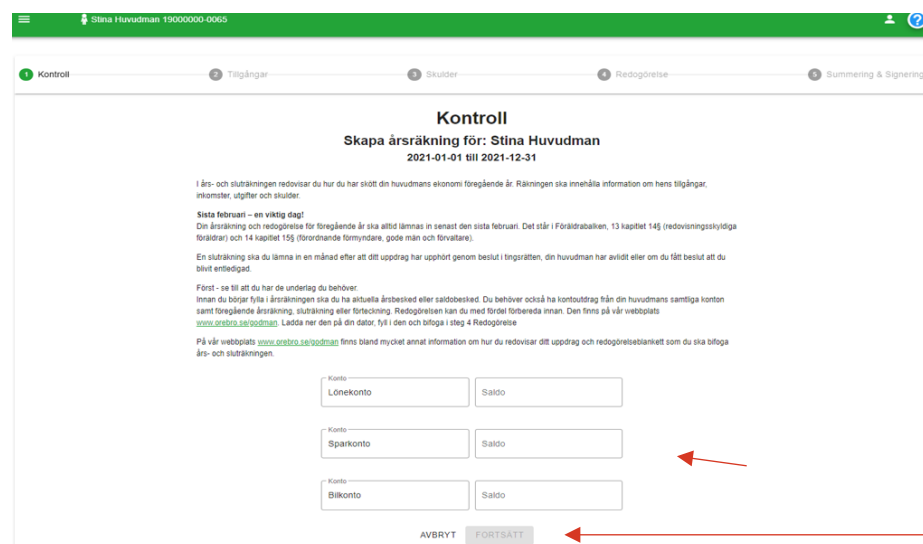 Stina Huvudman 19000000-0065
?
1 Kontroll 2 Tillgångar 3 Skulder 4 Redogörelse 5 Summering & Signering
Kontroll
Skapa årsräkning för: Stina Huvudman
2021-01-01 till 2021-12-31
I års- och sluträkningen redovisar du hur du har skött din huvudmans ekonomi föregående år. Räkningen ska innehålla information om hens tillgångar,
inkomster, utgifter och skulder.
Sista februari – en viktig dag!
Din årsräkning och redogörelse för föregående år ska alltid lämnas in senast den sista februari. Det står i Föräldrabalken, 13 kapitlet 14§ (redovisningsskyldiga
föräldrar) och 14 kapitlet 15§ (förordnande förmyndare, gode män och förvaltare).
En sluträkning ska du lämna in en månad efter att ditt uppdrag har upphört genom beslut i tingsrätten, din huvudman har avlidit eller om du fått beslut att du
blivit entledigad.
Först - se till att du har de underlag du behöver.
Innan du börjar fylla i årsräkningen ska du ha aktuella årsbesked eller saldobesked. Du behöver också ha kontoutdrag från din huvudmans samtliga konton
samt föregående årsräkning, sluträkning eller förteckning. Redogörelsen kan du med fördel förbereda innan. Den finns på vår webbplats
www.orebro.se/godman. Ladda ner den på din dator, fyll i den och bifoga i steg 4 Redogörelse
På vår webbplats www.orebro.se/godman finns bland mycket annat information om hur du redovisar ditt uppdrag och redogörelseblankett som du ska bifoga
års- och sluträkningen.
Konto
Lönekonto Saldo
Konto
Sparkonto Saldo
Konto
Bilkonto Saldo
AVBRYT FORTSÄTT